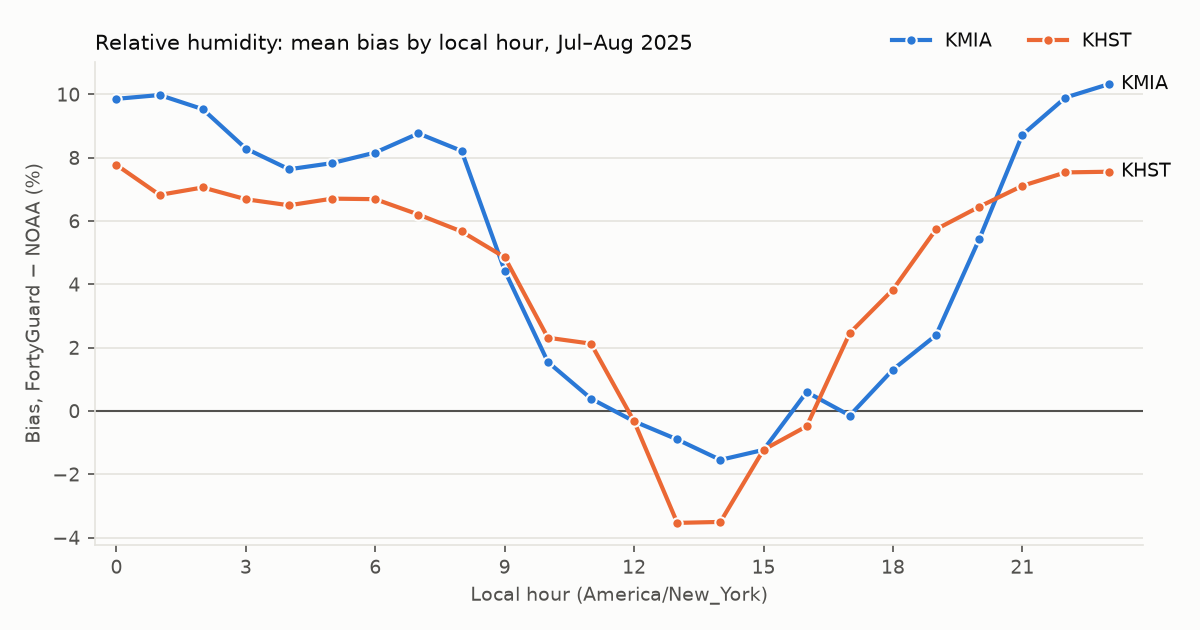 Relative humidity: mean bias by local hour, Jul–Aug 2025
KMIA
KHST
10
8
6
4
2
0
−2
−4
Bias, FortyGuard − NOAA (%)
KMIA
KHST
0
3
6
9
12
15
18
21
Local hour (America/New_York)